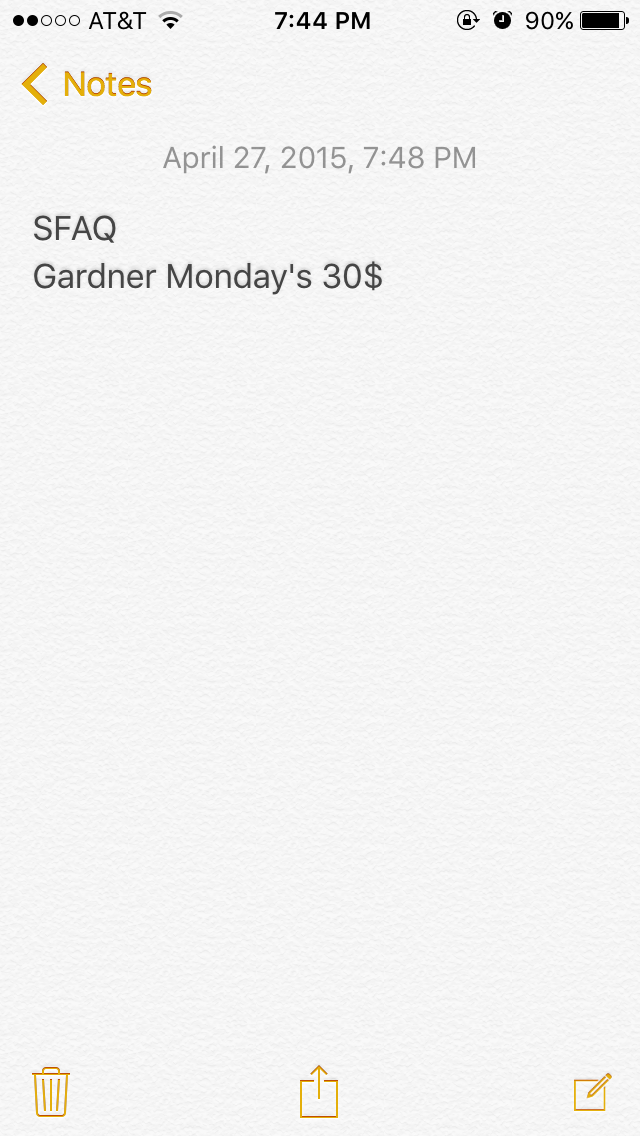 AT&T 7:44 PM 90%
Notes
April 27, 2015, 7:48 PM
SFAQ
Gardner Monday's 30$